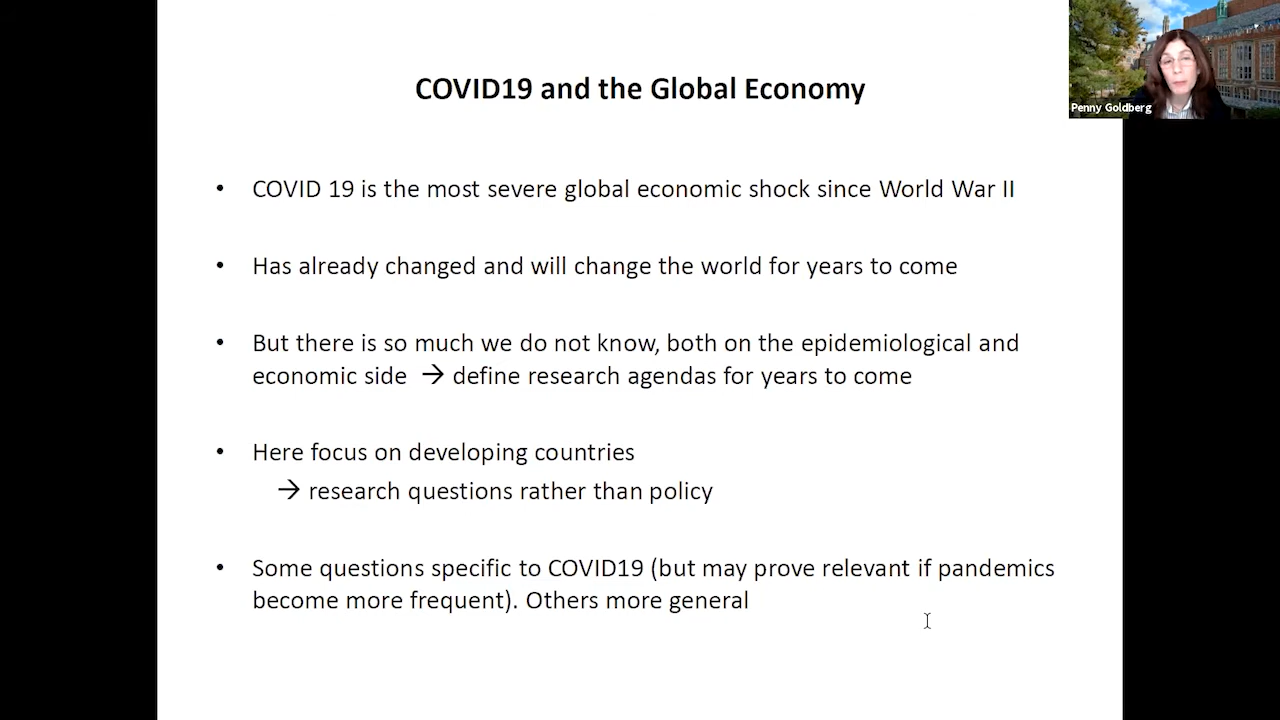 COVID19 and the Global Economy
Penny Goldberg
• COVID 19 is the most severe global economic shock since World War II
• Has already changed and will change the world for years to come
• But there is so much we do not know, both on the epidemiological and
economic side → define research agendas for years to come
• Here focus on developing countries
→ research questions rather than policy
• Some questions specific to COVID19 (but may prove relevant if pandemics
become more frequent). Others more general